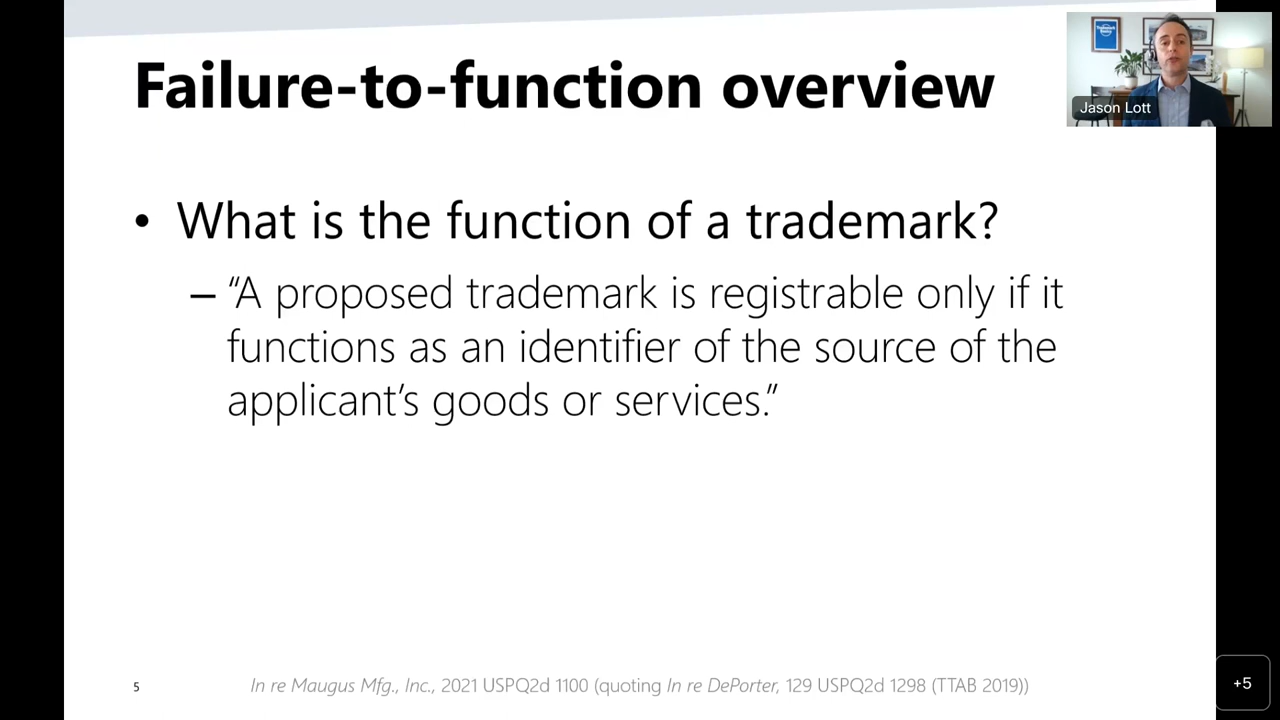 Failure-to-function overview
Jason Lott
• What is the function of a trademark?
– “A proposed trademark is registrable only if it
functions as an identifier of the source of the
applicant’s goods or services.”
5
In re Maugus Mfg., Inc., 2021 USPQ2d 1100 (quoting In re DePorter, 129 USPQ2d 1298 (TTAB 2019))
+5